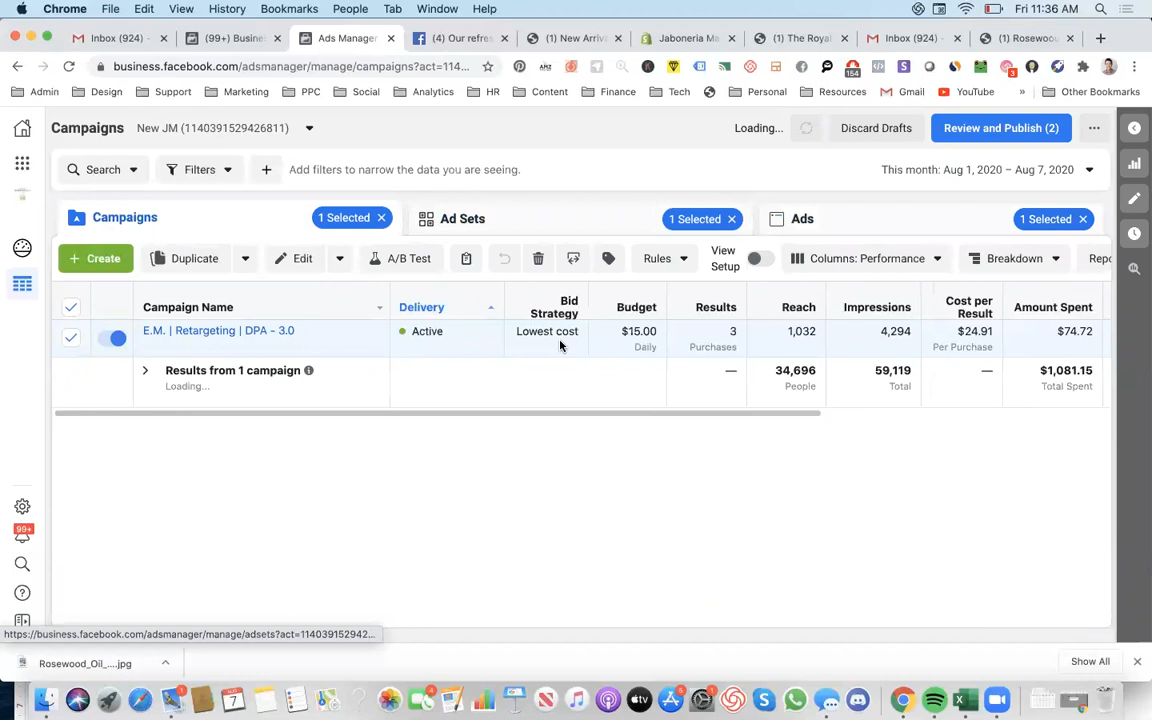 Chrome File Edit View History Bookmarks People Tab Window Help Fri 11:36 AM
Inbox (924) - (99+) Busine Ads Manager (4) Our refre (1) New Arriv Jaboneria Ma (1) The Royal Inbox (924) - (1) Rosewoo
business.facebook.com/adsmanager/manage/campaigns?act=114...
154 3
Admin Design Support Marketing PPC Social Analytics HR Content Finance Tech Personal Resources Gmail YouTube » Other Bookmarks
Campaigns New JM (1140391529426811) Loading... Discard Drafts Review and Publish (2)
Search Filters Add filters to narrow the data you are seeing. This month: Aug 1, 2020 – Aug 7, 2020
Campaigns 1 Selected Ad Sets 1 Selected Ads 1 Selected
+ Create Duplicate Edit A/B Test Rules View Setup Columns: Performance Breakdown Repo
Campaign Name Delivery Bid Strategy Budget Results Reach Impressions Cost per Result Amount Spent
E.M. | Retargeting | DPA - 3.0 Active Lowest cost $15.00 3 1,032 4,294 $24.91 $74.72
Daily Purchases Per Purchase
Results from 1 campaign — 34,696 59,119 — $1,081.15
Loading... People Total Total Spent
99+
https://business.facebook.com/adsmanager/manage/adsets?act=114039152942...
Rosewood_Oil_....jpg Show All